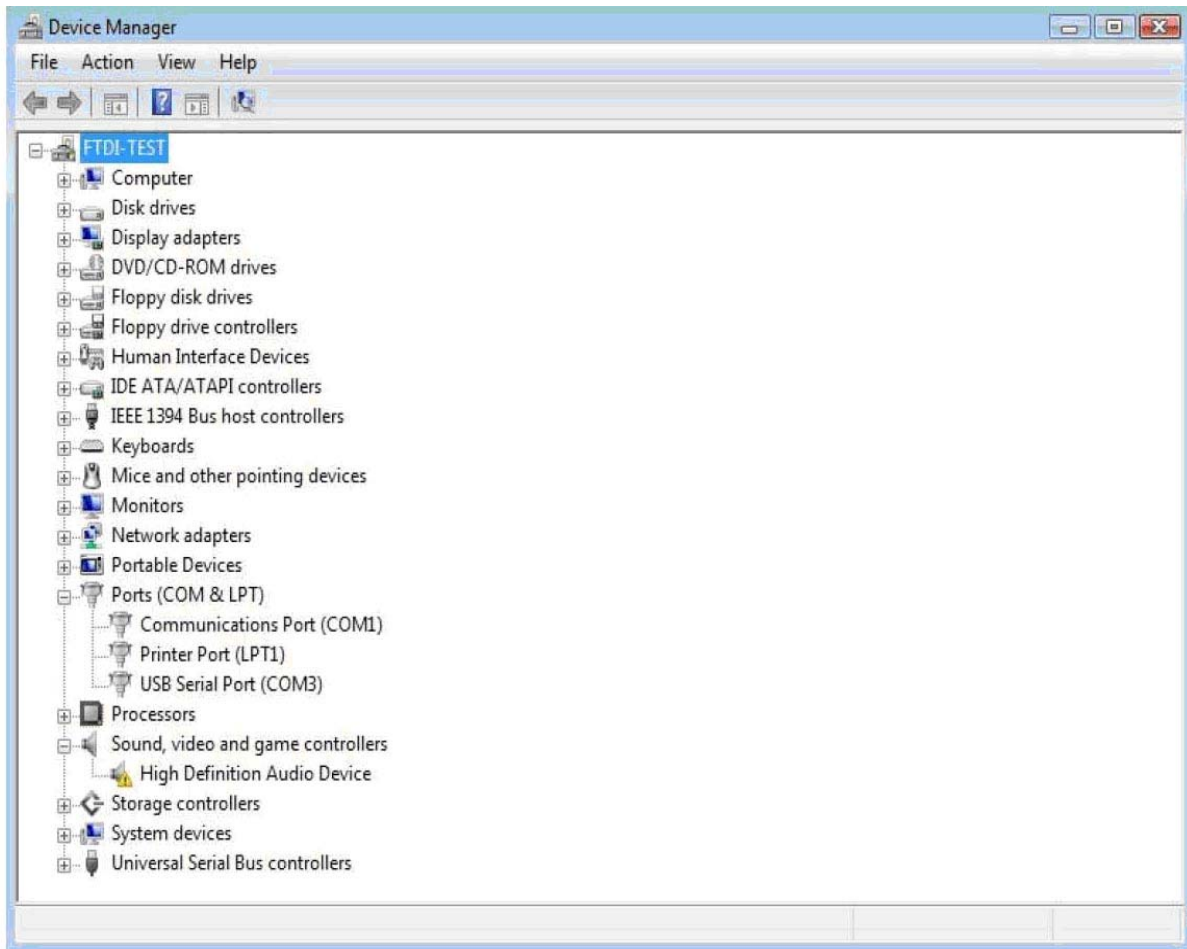 Device Manager
File Action View Help
FTDI-TEST
Computer
Disk drives
Display adapters
DVD/CD-ROM drives
Floppy disk drives
Floppy drive controllers
Human Interface Devices
IDE ATA/ATAPI controllers
IEEE 1394 Bus host controllers
Keyboards
Mice and other pointing devices
Monitors
Network adapters
Portable Devices
Ports (COM & LPT)
Communications Port (COM1)
Printer Port (LPT1)
USB Serial Port (COM3)
Processors
Sound, video and game controllers
High Definition Audio Device
Storage controllers
System devices
Universal Serial Bus controllers